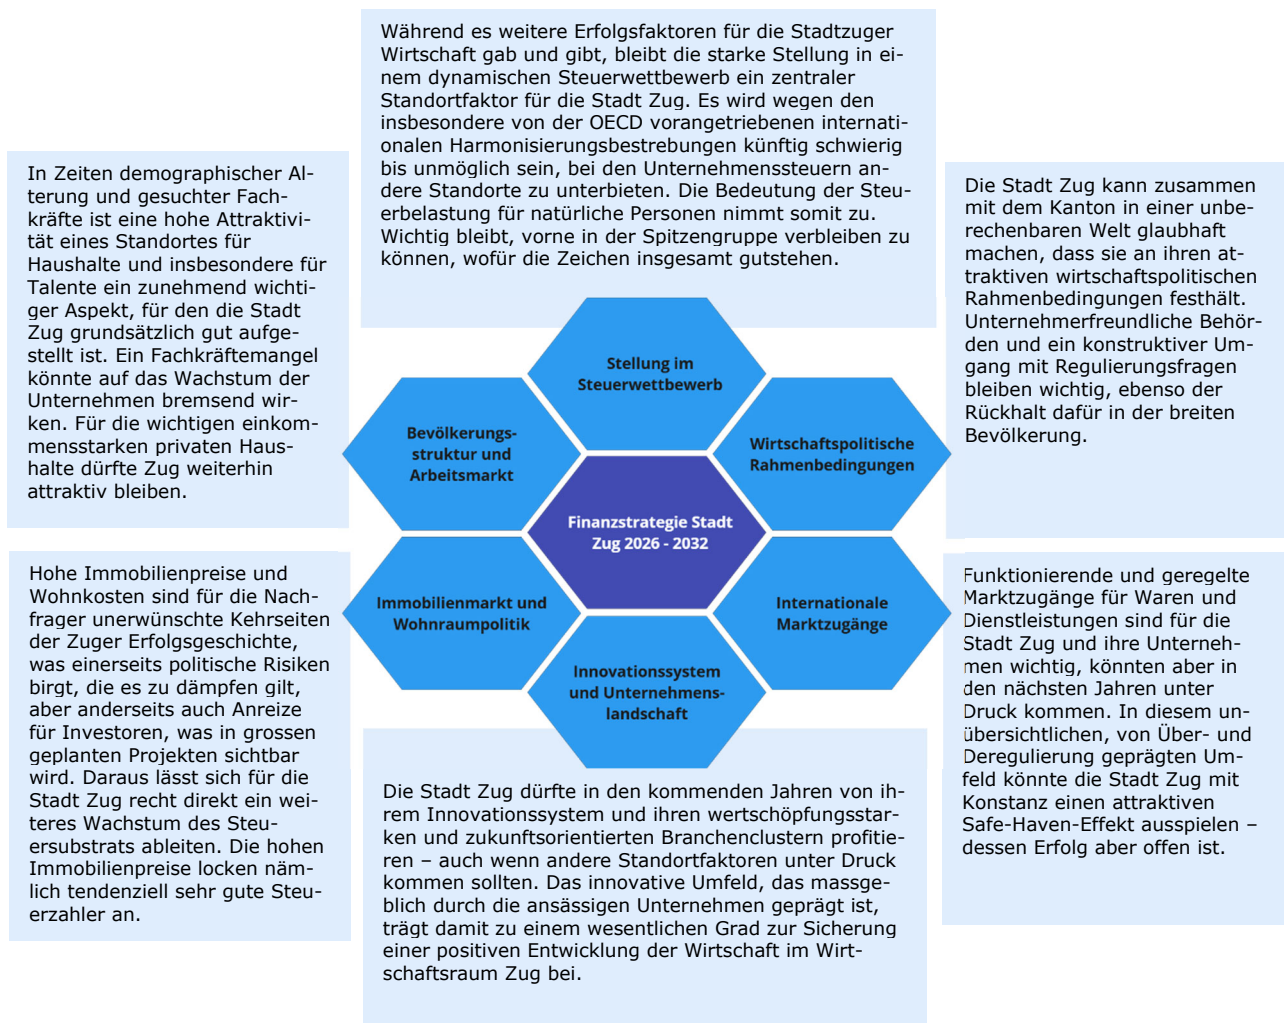 Während es weitere Erfolgsfaktoren für die Stadtzuger
Wirtschaft gab und gibt, bleibt die starke Stellung in ei-
nem dynamischen Steuerwettbewerb ein zentraler
Standortfaktor für die Stadt Zug. Es wird wegen den
insbesondere von der OECD vorangetriebenen internati-
onalen Harmonisierungsbestrebungen künftig schwierig
bis unmöglich sein, bei den Unternehmenssteuern an-
dere Standorte zu unterbieten. Die Bedeutung der Steu-
erbelastung für natürliche Personen nimmt somit zu.
Wichtig bleibt, vorne in der Spitzengruppe verbleiben zu
können, wofür die Zeichen insgesamt gutstehen.
In Zeiten demographischer Al-
terung und gesuchter Fach-
kräfte ist eine hohe Attraktivi-
tät eines Standortes für
Haushalte und insbesondere für
Talente ein zunehmend wichti-
ger Aspekt, für den die Stadt
Zug grundsätzlich gut aufge-
stellt ist. Ein Fachkräftemangel
könnte auf das Wachstum der
Unternehmen bremsend wir-
ken. Für die wichtigen einkom-
mensstarken privaten Haus-
halte dürfte Zug weiterhin
attraktiv bleiben.
Die Stadt Zug kann zusammen
mit dem Kanton in einer unbe-
rechenbaren Welt glaubhaft
machen, dass sie an ihren at-
traktiven wirtschaftspolitischen
Rahmenbedingungen festhält.
Unternehmerfreundliche Behör-
den und ein konstruktiver Um-
gang mit Regulierungsfragen
bleiben wichtig, ebenso der
Rückhalt dafür in der breiten
Bevölkerung.
Stellung im
Steuerwettbewerb
Bevölkerungs-
struktur und
Arbeitsmarkt
Wirtschaftspolitische
Rahmenbedingungen
Finanzstrategie Stadt
Zug 2026 - 2032
Immobilienmarkt und
Wohnraumpolitik
Internationale
Marktzugänge
Innovationssystem
und Unternehmens-
landschaft
Hohe Immobilienpreise und
Wohnkosten sind für die Nach-
frager unerwünschte Kehrseiten
der Zuger Erfolgsgeschichte,
was einerseits politische Risiken
birgt, die es zu dämpfen gilt,
aber anderseits auch Anreize
für Investoren, was in grossen
geplanten Projekten sichtbar
wird. Daraus lässt sich für die
Stadt Zug recht direkt ein wei-
teres Wachstum des Steu-
ersubstrats ableiten. Die hohen
Immobilienpreise locken näm-
lich tendenziell sehr gute Steu-
erzahler an.
Funktionierende und geregelte
Marktzugänge für Waren und
Dienstleistungen sind für die
Stadt Zug und ihre Unterneh-
men wichtig, könnten aber in
den nächsten Jahren unter
Druck kommen. In diesem un-
übersichtlichen, von Über- und
Deregulierung geprägten Um-
feld könnte die Stadt Zug mit
Konstanz einen attraktiven
Safe-Haven-Effekt ausspielen –
dessen Erfolg aber offen ist.
Die Stadt Zug dürfte in den kommenden Jahren von ih-
rem Innovationssystem und ihren wertschöpfungsstar-
ken und zukunftsorientierten Branchenclustern profitie-
ren – auch wenn andere Standortfaktoren unter Druck
kommen sollten. Das innovative Umfeld, das massge-
blich durch die ansässigen Unternehmen geprägt ist,
trägt damit zu einem wesentlichen Grad zur Sicherung
einer positiven Entwicklung der Wirtschaft im Wirt-
schaftsraum Zug bei.